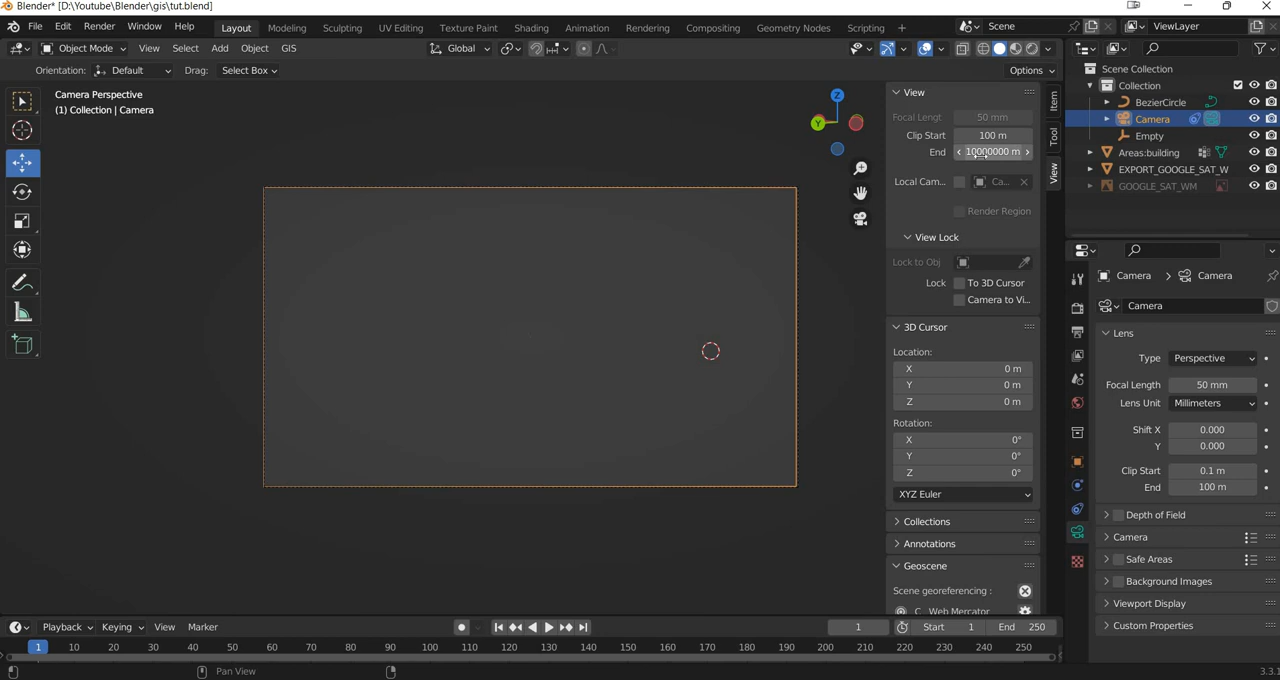 Blender* [D:\Youtube\Blender\gis\tut.blend]
File Edit Render Window Help
Layout Modeling Sculpting UV Editing Texture Paint Shading Animation Rendering Compositing Geometry Nodes Scripting +
Scene
ViewLayer
Object Mode View Select Add Object GIS
Global
Orientation: Default Drag: Select Box
Options
Camera Perspective
(1) Collection | Camera
Z
Y
View
Focal Lengt 50 mm
Clip Start 100 m
End 10000000 m
Local Cam... Ca...
Render Region
View Lock
Lock to Obj
Lock To 3D Cursor
Camera to Vi...
3D Cursor
Location:
X 0 m
Y 0 m
Z 0 m
Rotation:
X 0°
Y 0°
Z 0°
XYZ Euler
Collections
Annotations
Geoscene
Scene georeferencing :
Web Mercator
Item
Tool
View
Scene Collection
Collection
BezierCircle
Camera
Empty
Areas:building
EXPORT_GOOGLE_SAT_W
GOOGLE_SAT_WM
Camera > Camera
Camera
Lens
Type Perspective
Focal Length 50 mm
Lens Unit Millimeters
Shift X 0.000
Y 0.000
Clip Start 0.1 m
End 100 m
Depth of Field
Camera
Safe Areas
Background Images
Viewport Display
Custom Properties
Playback Keying View Marker
1
Start 1 End 250
1 10 20 30 40 50 60 70 80 90 100 110 120 130 140 150 160 170 180 190 200 210 220 230 240 250
Pan View
3.3.1